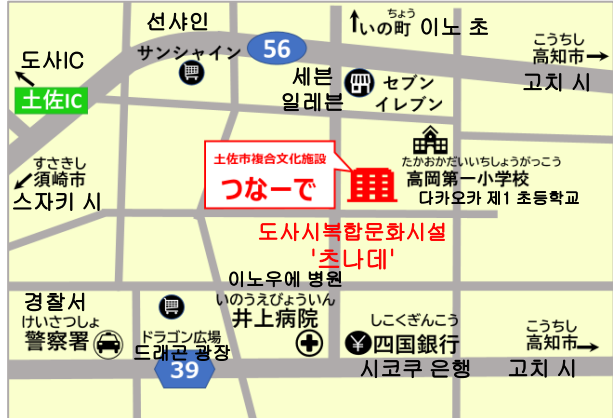 선샤인
サンシャイン
56
ちょう
いの町 이노 초
こうちし
高知市
고치 시
도사IC
土佐IC
세븐
일레븐
セブン
イレブン
土佐市複合文化施設
つなーで
たかおかだいいちしょうがっこう
高岡第一小学校
다카오카 제1 초등학교
すさきし
須崎市
스자키 시
도사시복합문화시설
'츠나데'
이노우에 병원
いのうえびょういん
井上病院
경찰서
けいさつしょ
警察署
ドラゴン広場
드래곤 광장
39
しこくぎんこう
四国銀行
시코쿠 은행
こうちし
高知市
고치 시